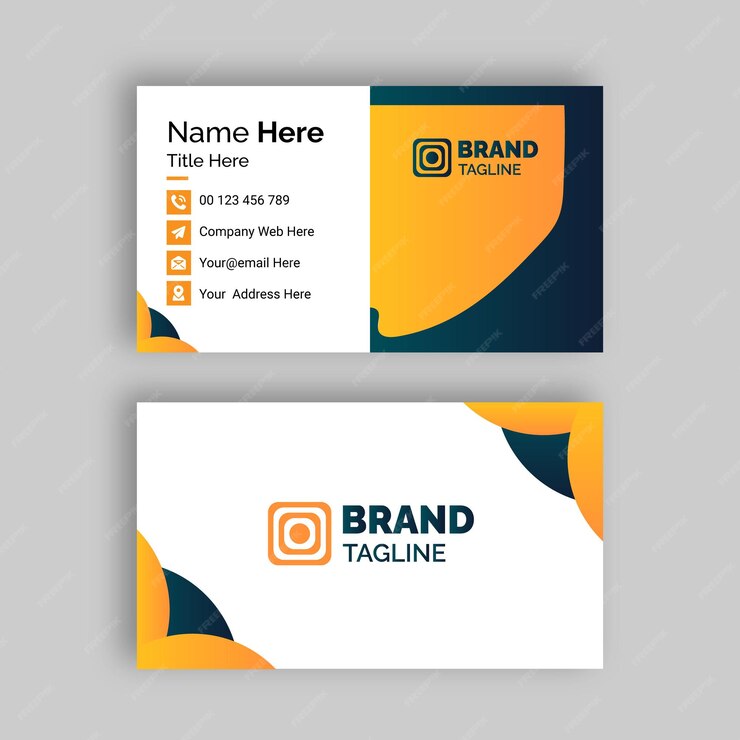 Name Here
Title Here
00 123 456 789
Company Web Here
Your@email Here
Your  Address Here
BRAND
TAGLINE
BRAND
TAGLINE